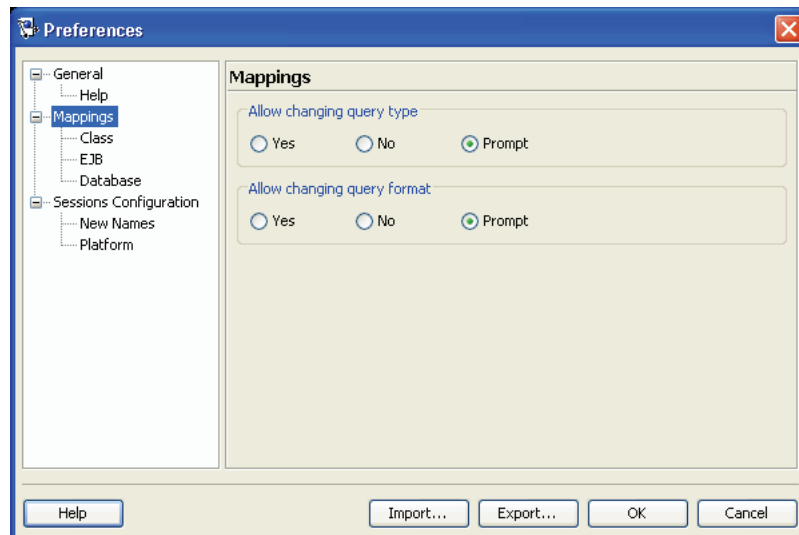 Preferences
General
Help
Mappings
Class
EJB
Database
Sessions Configuration
New Names
Platform
Mappings
Allow changing query type
Yes No Prompt
Allow changing query format
Yes No Prompt
Help Import... Export... OK Cancel